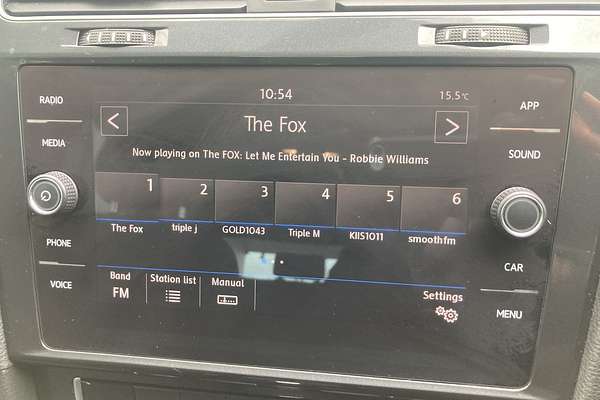 RADIO
MEDIA
PHONE
VOICE
10:54
15.5°C
The Fox
Now playing on The FOX: Let Me Entertain You - Robbie Williams
1 2 3 4 5 6
The Fox triple j GOLD1043 Triple M KIIS1011 smoothfm
Band Station list Manual
FM
Settings
APP
SOUND
CAR
MENU